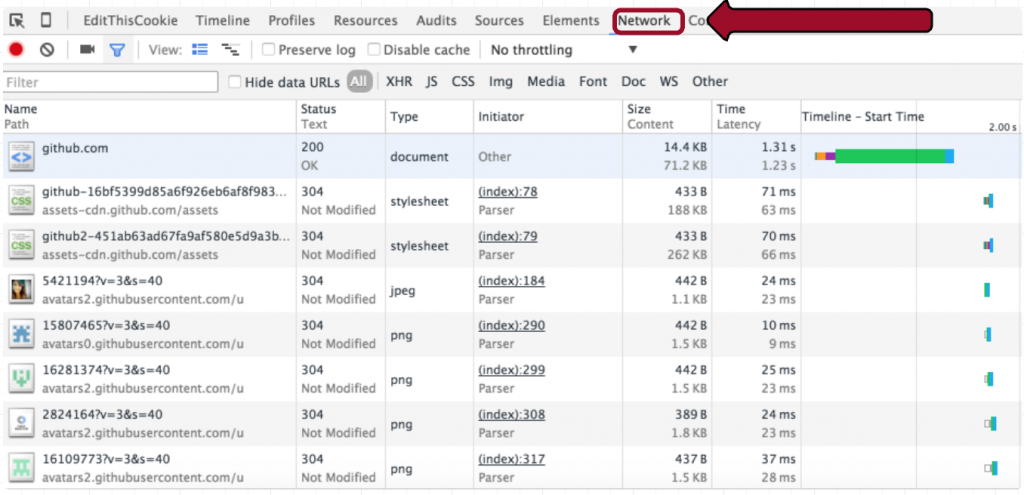 EditThisCookie Timeline Profiles Resources Audits Sources Elements Network Co
View: Preserve log Disable cache No throttling
Filter Hide data URLs All XHR JS CSS Img Media Font Doc WS Other
Name Status Type Initiator Size Time Timeline – Start Time
Path Text Content Latency 2.00 s
github.com 200 document Other 14.4 KB 1.31 s
OK 71.2 KB 1.23 s
github-16bf5399d85a6f926eb6af8f983... 304 stylesheet (index):78 433 B 71 ms
assets-cdn.github.com/assets Not Modified Parser 188 KB 63 ms
github2-451ab63ad67fa9af580e5d9a3b... 304 stylesheet (index):79 433 B 70 ms
assets-cdn.github.com/assets Not Modified Parser 262 KB 66 ms
5421194?v=3&s=40 304 jpeg (index):184 442 B 24 ms
avatars2.githubusercontent.com/u Not Modified Parser 1.1 KB 23 ms
15807465?v=3&s=40 304 png (index):290 442 B 10 ms
avatars0.githubusercontent.com/u Not Modified Parser 1.5 KB 9 ms
16281374?v=3&s=40 304 png (index):299 442 B 25 ms
avatars2.githubusercontent.com/u Not Modified Parser 1.5 KB 23 ms
2824164?v=3&s=40 304 png (index):308 389 B 24 ms
avatars2.githubusercontent.com/u Not Modified Parser 1.8 KB 23 ms
16109773?v=3&s=40 304 png (index):317 437 B 37 ms
avatars2.githubusercontent.com/u Not Modified Parser 1.5 KB 28 ms